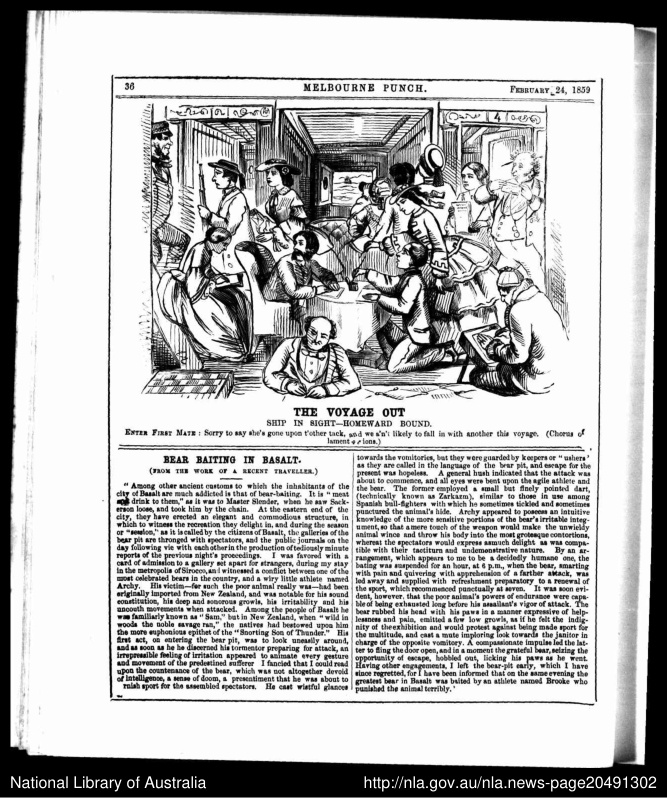 36
MELBOURNE PUNCH.
FEBRUARY 24, 1859
4
THE VOYAGE OUT
SHIP IN SIGHT—HOMEWARD BOUND.
ENTER FIRST MATE : Sorry to say she's gone upon t'other tack, and we a'n't likely to fall in with another this voyage. (Chorus of
lament ions.)
BEAR BAITING IN BASALT.
(FROM THE WORK OF A RECENT TRAVELLER.)
" Among other ancient customs to which the inhabitants of the
city of Basalt are much addicted is that of bear-baiting. It is " meat
and drink to them," as it was to Master Slender, when he saw Sack-
erson loose, and took him by the chain. At the eastern end of the
city, they have erected an elegant and commodious structure, in
which to witness the recreation they delight in, and during the season
or "session," as it is called by the citizens of Basalt, the galleries of the
bear pit are thronged with spectators, and the public journals on the
day following vie with each other in the production of tediously minute
reports of the previous night's proceedings. I was favored with a
card of admission to a gallery set apart for strangers, during my stay
in the metropolis of Sirocco, and witnessed a conflict between one of the
most celebrated bears in the country, and a wiry little athlete named
Archy. His victim—for such the poor animal really was—had been
originally imported from New Zealand, and was notable for his sound
constitution, his deep and sonorous growls, his irritability and his
uncouth movements when attacked. Among the people of Basalt he
was familiarly known as "Sam," but in New Zealand, when "wild in
woods the noble savage ran," the natives had bestowed upon him
the more euphonious epithet of the "Snorting Son of Thunder." His
first act, on entering the bear pit, was to look uneasily around,
and as soon as he he discerned his tormentor preparing for attack, an
irrepressible feeling of irritation appeared to animate every gesture
and movement of the predestined sufferer I fancied that I could read
upon the countenance of the bear, which was not altogether devoid
of intelligence, a sense of doom, a presentiment that he was about to
rnish sport for the assembled spectators. He cast wistful glances
towards the vomitories, but they were guarded by keepers or " ushers '
as they are called in the language of the bear pit, and escape for the
present was hopeless. A general hush indicated that the attack was
about to commence, and all eyes were bent upon the agile athlete and
the bear. The former employed a small but finely pointed dart,
(technically known as Zarkazm), similar to those in use among
Spanish bull-fighters with which he sometimes tickled and sometimes
punctured the animal's hide. Archy appeared to possess an intuitive
knowledge of the more sensitive portions of the bear's irritable integ-
ument, so that a mere touch of the weapon would make the unwieldy
animal wince and throw his body into the most grotesque contortions,
whereat the spectators would express as much delight as was compa-
tible with their taciturn and undemonstrative nature. By an ar-
rangement, which appears to me to be a decidedly humane one, the
bating was suspended for an hour, at 6 p.m., when the bear, smarting
with pain and quivering with apprehension of a further attack, was
led away and supplied with refreshment preparatory to a renewal of
the sport, which recommenced punctually at seven. It was soon evi-
dent, however, that the poor animal's powers of endurance were capa-
ble of being exhausted long before his assailant's vigor of attack. The
bear rubbed his head with his paws in a manner expressive of help-
lessness and pain, emitted a few low growls, as if he felt the indig-
nity of the exhibition and would protest against being made sport for
the multitude, and cast a mute imploring look towards the janitor in
charge of the opposite vomitory. A compassionate impulse led the lat-
ter to fling the door open, and in a moment the grateful bear, seizing the
opportunity of escape, hobbled out, licking his paws as he went.
Having other engagements, I left the bear-pit early, which I have
since regretted, for I have been informed that on the same evening the
greatest bear in Basalt was baited by an athlete named Brooke who
punished the animal terribly.'
National Library of Australia
http://nla.gov.au/nla.news-page20491302